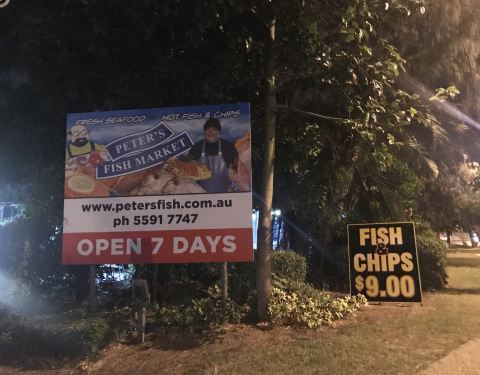 FRESH SEAFOOD HOT FISH & CHIPS
PETER'S
FISH MARKET
www.petersfish.com.au
ph 5591 7747
OPEN 7 DAYS
FISH
&
CHIPS
$9.00